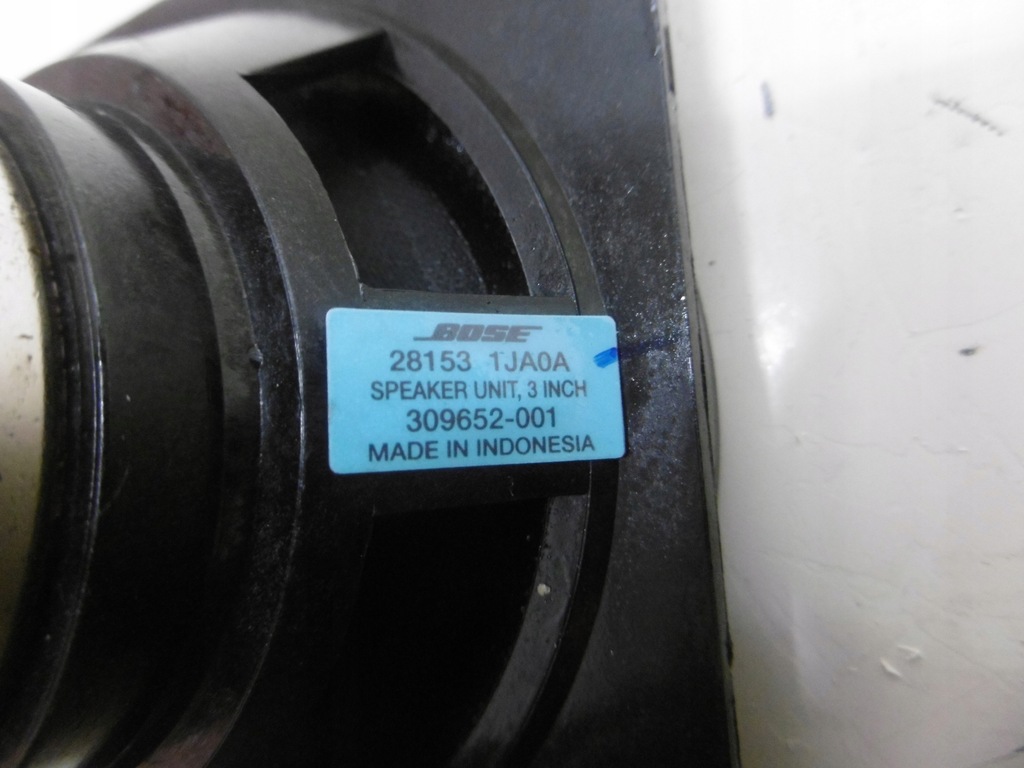 BOSE
28153 1JA0A
SPEAKER UNIT, 3 INCH
309652-001
MADE IN INDONESIA